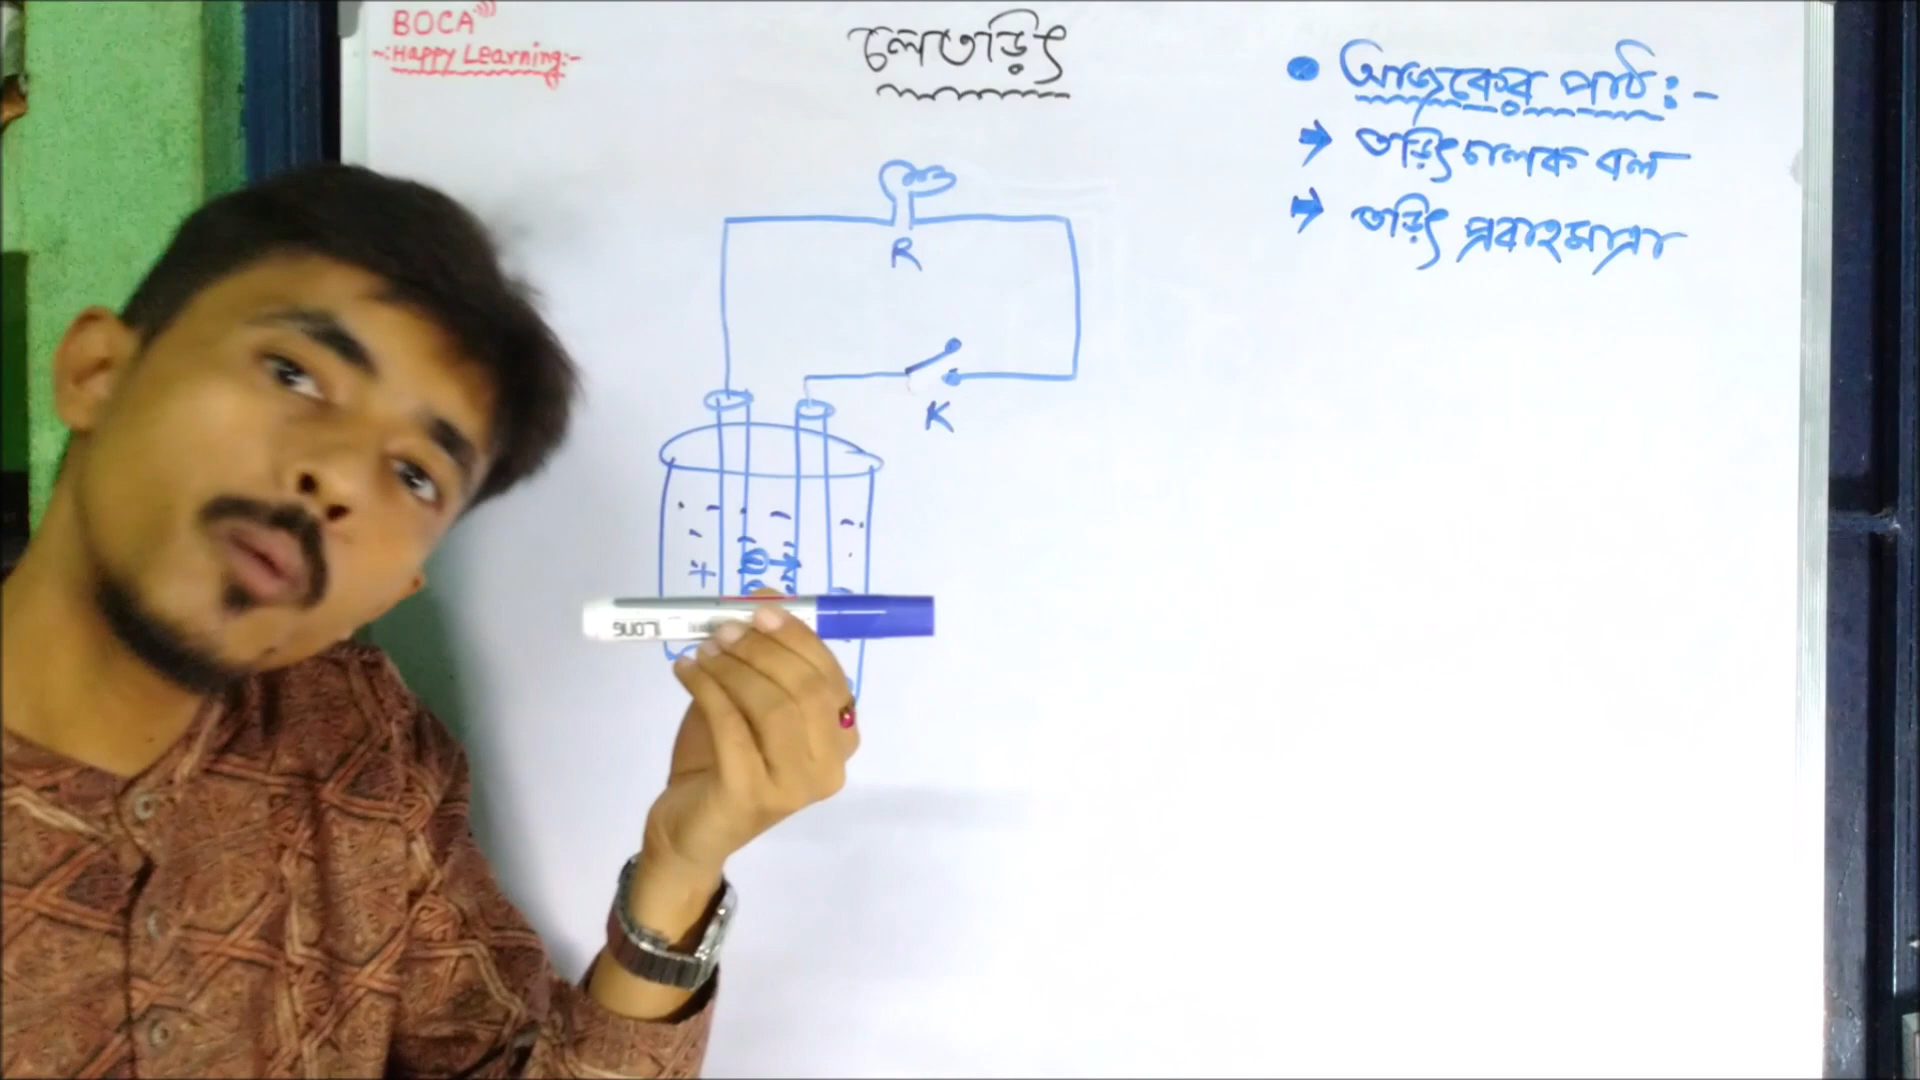 BOCA
~:Happy Learning:~
চলতড়িৎ
• আজকের পাঠ :-
→ তড়িৎচালক বল
→ তড়িৎ প্রবাহমাত্রা
R
K
+